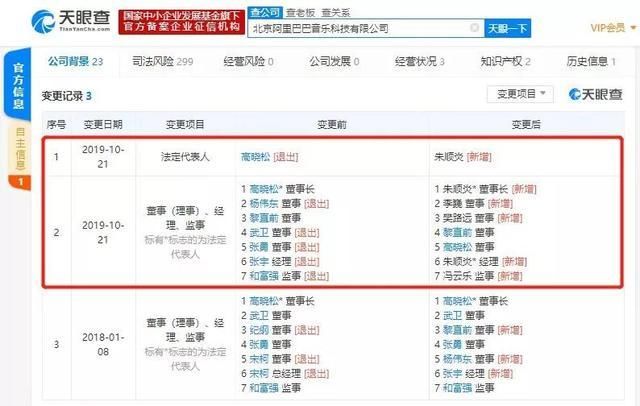 天眼查
TianYanCha.com
国家中小企业发展基金旗下
官方备案企业征信机构
查公司 查老板 查关系
北京阿里巴巴音乐科技有限公司
天眼一下
VIP会员
官方信息
自主信息
1
公司背景 23 司法风险 299 经营风险 公司发展 0 经营状况 3 知识产权 2 历史信息 1
变更记录 3
变更项目
天眼查
序号 变更日期 变更项目 变更前 变更后
1
2019-10-21
法定代表人
高晓松 [退出]
朱顺炎 [新增]
2
2019-10-21
董事（理事）、经理、监事
标有*标志的为法定代表人
1 高晓松* 董事长
2 杨伟东 董事 [退出]
3 黎直前 董事
4 武卫 董事 [退出]
5 张勇 董事 [退出]
6 张宇 经理 [退出]
7 和富强 监事 [退出]
1 朱顺炎* 董事长 [新增]
2 李巍 董事 [新增]
3 樊路远 董事 [新增]
4 黎直前 董事
5 高晓松 董事
6 朱顺炎* 经理 [新增]
7 冯云乐 监事 [新增]
3
2018-01-08
董事（理事）、经理、监事
标有*标志的为法定代表人
1 高晓松* 董事长
2 武卫 董事
3 纪纲 董事 [退出]
4 张勇 董事
5 宋柯 董事 [退出]
6 宋柯 总经理 [退出]
7 和富强 监事
1 高晓松* 董事长
2 武卫 董事
3 黎直前 董事 [新增]
4 张勇 董事
5 杨伟东 董事 [新增]
6 张宇 经理 [新增]
7 和富强 监事